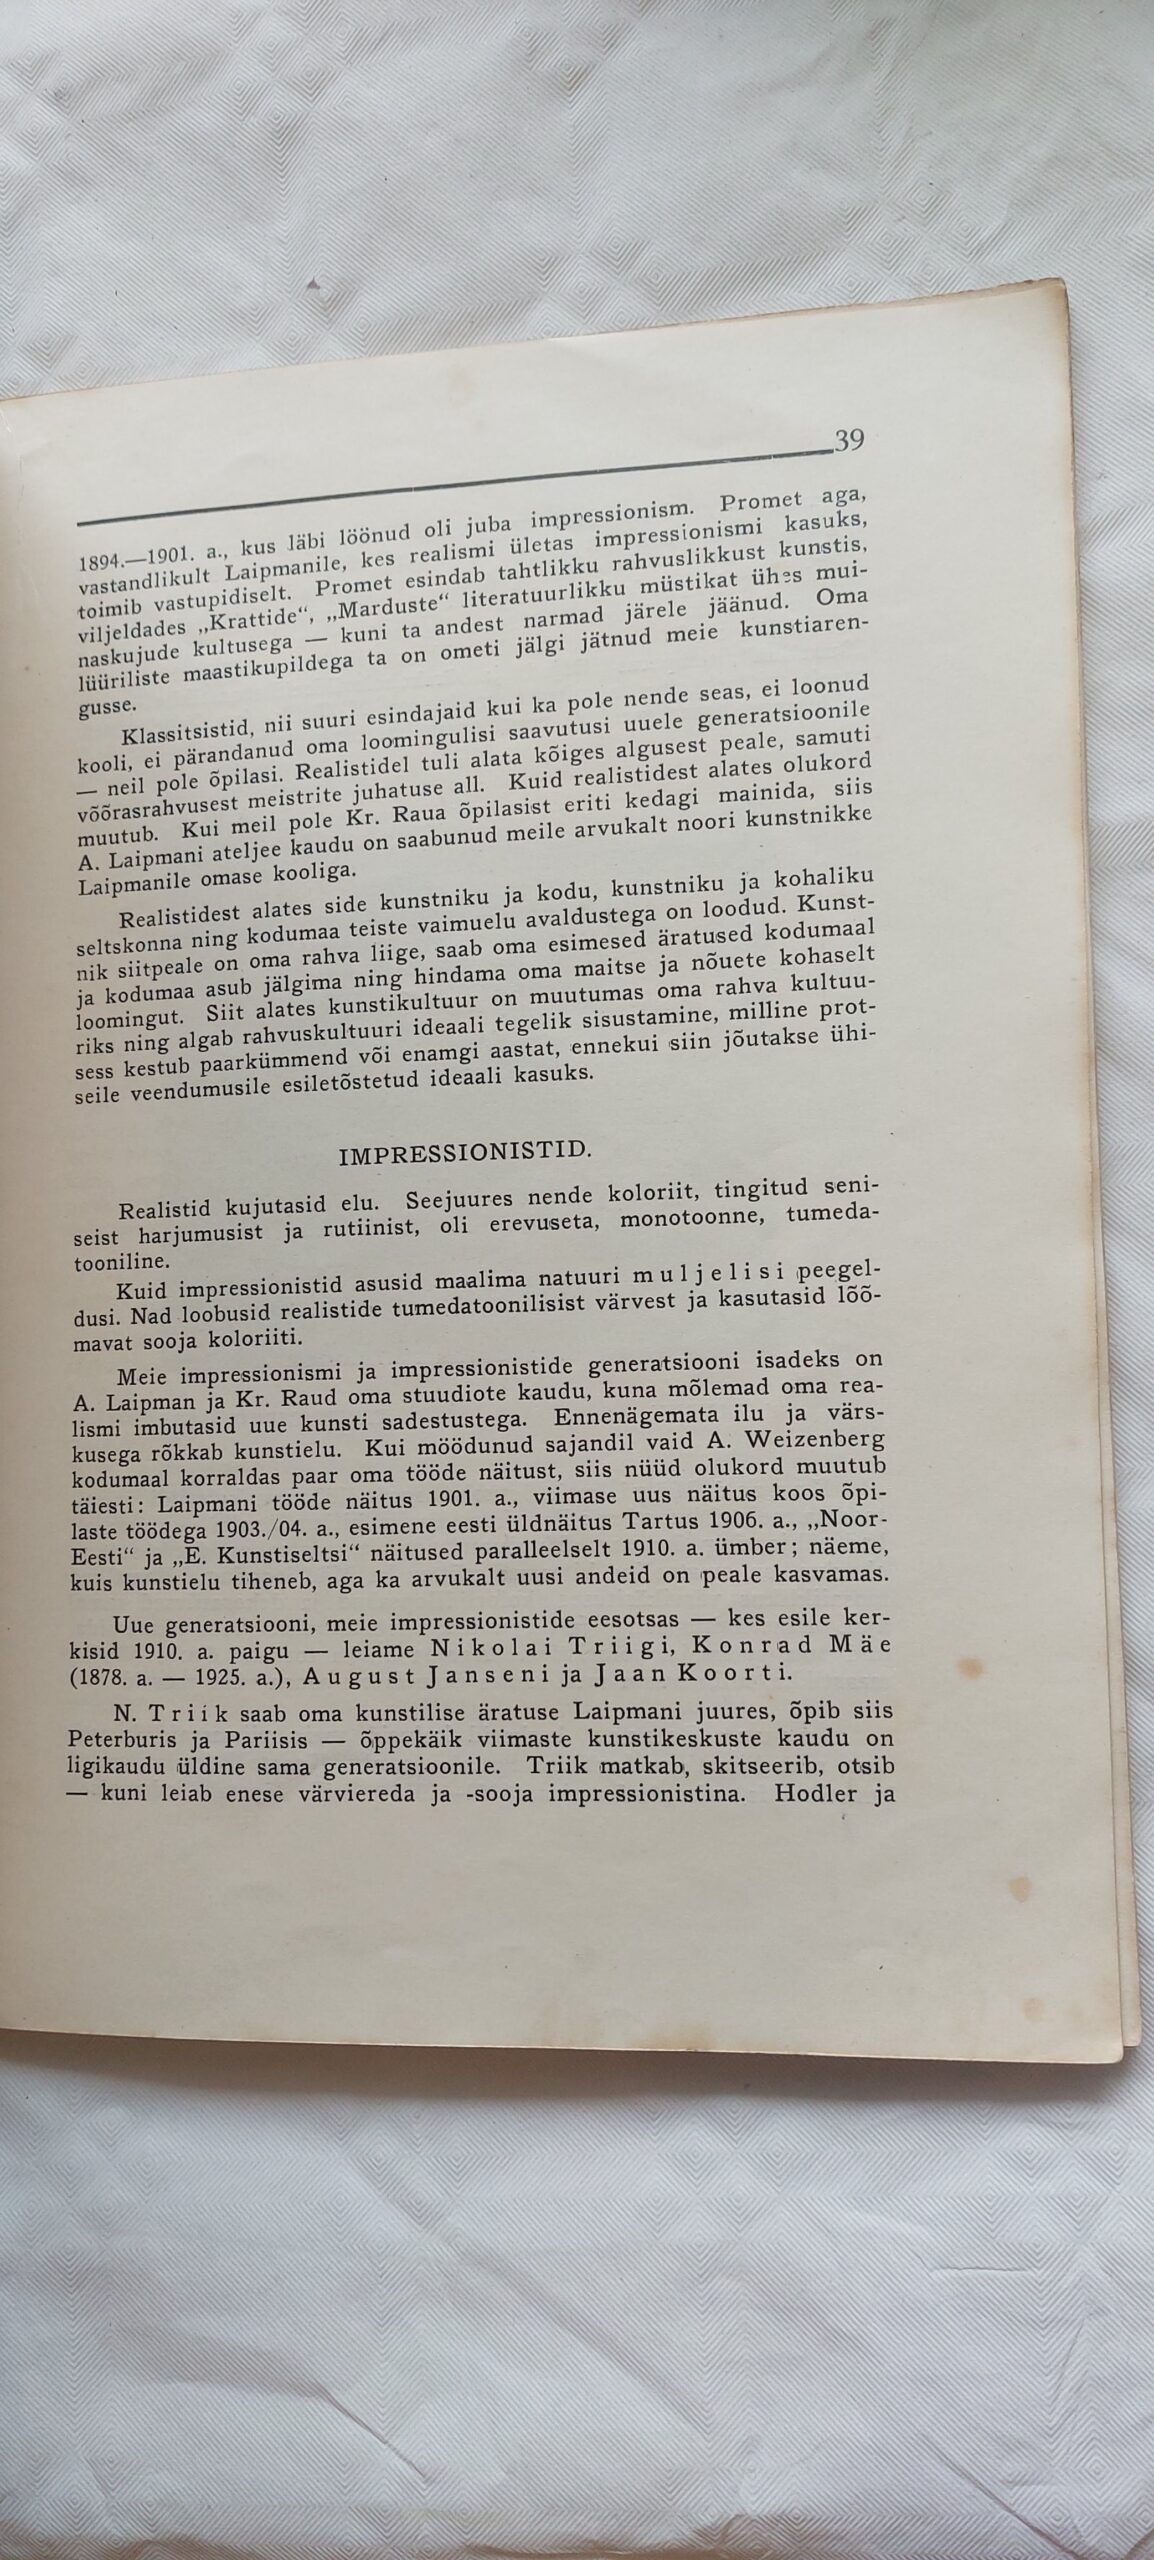 39
1894.—1901. a., kus läbi löönud oli juba impressionism. Promet aga,
vastandlikult Laipmanile, kes realismi ületas impressionismi kasuks,
toimib vastupidiselt. Promet esindab tahtlikku rahvuslikkust kunstis,
viljeldades „Krattide“, „Marduste“ literatuurlikku müstikat ühes mui-
naskujude kultusega — kuni ta andest narmad järele jäänud. Oma
lüüriliste maastikupildega ta on ometi jälgi jätnud meie kunstiaren-
gusse.
Klassitsistid, nii suuri esindajaid kui ka pole nende seas, ei loonud
kooli, ei pärandanud oma loomingulisi saavutusi uuele generatsioonile
— neil pole õpilasi. Realistidel tuli alata kõiges algusest peale, samuti
võõrasrahvusest meistrite juhatuse all. Kuid realistidest alates olukord
muutub. Kui meil pole Kr. Raua õpilasist eriti kedagi mainida, siis
A. Laipmani ateljee kaudu on saabunud meile arvukalt noori kunstnikke
Laipmanile omase kooliga.
Realistidest alates side kunstniku ja kodu, kunstniku ja kohaliku
seltskonna ning kodumaa teiste vaimuelu avaldustega on loodud. Kunst-
nik siitpeale on oma rahva liige, saab oma esimesed äratused kodumaal
ja kodumaa asub jälgima ning hindama oma maitse ja nõuete kohaselt
loomingut. Siit alates kunstikultuur on muutumas oma rahva kultuu-
riks ning algab rahvuskultuuri ideaali tegelik sisustamine, milline prot-
sess kestub paarkümmend või enamgi aastat, ennekui siin jõutakse ühi-
seile veendumusile esiletõstetud ideaali kasuks.
IMPRESSIONISTID.
Realistid kujutasid elu. Seejuures nende koloriit, tingitud seni-
seist harjumusist ja rutiinist, oli erevuseta, monotoonne, tumeda-
tooniline.
Kuid impressionistid asusid maalima natuuri muljelisi peegel-
dusi. Nad loobusid realistide tumedatoonilisist värvest ja kasutasid lõõ-
mavat sooja koloriiti.
Meie impressionismi ja impressionistide generatsiooni isadeks on
A. Laipman ja Kr. Raud oma stuudiote kaudu, kuna mõlemad oma rea-
lismi imbutasid uue kunsti sadestustega. Ennenägemata ilu ja värs-
kusega rõkkab kunstielu. Kui möödunud sajandil vaid A. Weizenberg
kodumaal korraldas paar oma tööde näitust, siis nüüd olukord muutub
täiesti: Laipmani tööde näitus 1901. a., viimase uus näitus koos õpi-
laste töödega 1903./04. a., esimene eesti üldnäitus Tartus 1906. a., „Noor-
Eesti“ ja „E. Kunstiseltsi“ näitused paralleelselt 1910. a. ümber; näeme,
kuis kunstielu tiheneb, aga ka arvukalt uusi andeid on peale kasvamas.
Uue generatsiooni, meie impressionistide eesotsas — kes esile ker-
kisid 1910. a. paigu — leiame Nikolai Triigi, Konrad Mäe
(1878. a. — 1925. a.), August Janseni ja Jaan Koorti.
N. Triik saab oma kunstilise äratuse Laipmani juures, õpib siis
Peterburis ja Pariisis — õppekäik viimaste kunstikeskuste kaudu on
ligikaudu üldine sama generatsioonile. Triik matkab, skitseerib, otsib
— kuni leiab enese värviereda ja -sooja impressionistina. Hodler ja